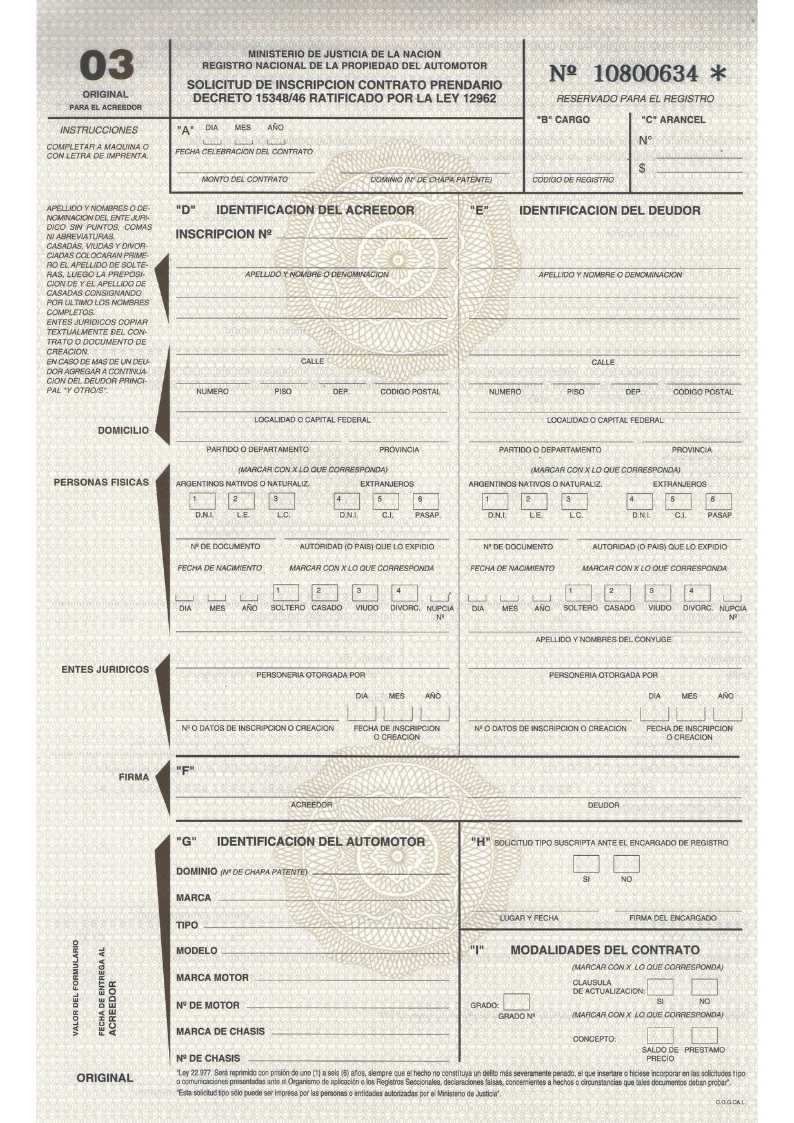 03
ORIGINAL
PARA EL ACREEDOR
MINISTERIO DE JUSTICIA DE LA NACION
REGISTRO NACIONAL DE LA PROPIEDAD DEL AUTOMOTOR
SOLICITUD DE INSCRIPCION CONTRATO PRENDARIO
DECRETO 15348/46 RATIFICADO POR LA LEY 12962
Nº 10800634 *
RESERVADO PARA EL REGISTRO
INSTRUCCIONES
COMPLETAR A MAQUINA O
CON LETRA DE IMPRENTA.
"A" DIA MES AÑO
FECHA CELEBRACION DEL CONTRATO
MONTO DEL CONTRATO DOMINIO (Nº DE CHAPA PATENTE)
"B" CARGO
CODIGO DE REGISTRO
"C" ARANCEL
N°
$
APELLIDO Y NOMBRES O DE-
NOMINACION DEL ENTE JURI-
DICO SIN PUNTOS, COMAS
NI ABREVIATURAS.
CASADAS, VIUDAS Y DIVOR-
CIADAS COLOCARAN PRIME-
RO EL APELLIDO DE SOLTE-
RAS, LUEGO LA PREPOSI-
CION DE Y EL APELLIDO DE
CASADAS CONSIGNANDO
POR ULTIMO LOS NOMBRES
COMPLETOS.
ENTES JURIDICOS COPIAR
TEXTUALMENTE DEL CON-
TRATO O DOCUMENTO DE
CREACION.
EN CASO DE MAS DE UN DEU-
DOR AGREGAR A CONTINUA-
CION DEL DEUDOR PRINCI-
PAL "Y OTRO/S".
DOMICILIO
PERSONAS FISICAS
ENTES JURIDICOS
FIRMA
"D" IDENTIFICACION DEL ACREEDOR
INSCRIPCION Nº
APELLIDO Y NOMBRE O DENOMINACION
CALLE
NUMERO PISO DEP. CODIGO POSTAL
LOCALIDAD O CAPITAL FEDERAL
PARTIDO O DEPARTAMENTO PROVINCIA
(MARCAR CON X LO QUE CORRESPONDA)
ARGENTINOS NATIVOS O NATURALIZ. EXTRANJEROS
1 2 3 4 5 6
D.N.I. L.E. L.C. D.N.I. C.I. PASAP.
Nº DE DOCUMENTO AUTORIDAD (O PAIS) QUE LO EXPIDIO
FECHA DE NACIMIENTO MARCAR CON X LO QUE CORRESPONDA
1 2 3 4
DIA MES AÑO SOLTERO CASADO VIUDO DIVORC. NUPCIA
Nº
PERSONERIA OTORGADA POR
DIA MES AÑO
Nº O DATOS DE INSCRIPCION O CREACION FECHA DE INSCRIPCION
O CREACION
"E" IDENTIFICACION DEL DEUDOR
APELLIDO Y NOMBRE O DENOMINACION
CALLE
NUMERO PISO DEP. CODIGO POSTAL
LOCALIDAD O CAPITAL FEDERAL
PARTIDO O DEPARTAMENTO PROVINCIA
(MARCAR CON X LO QUE CORRESPONDA)
ARGENTINOS NATIVOS O NATURALIZ. EXTRANJEROS
1 2 3 4 5 6
D.N.I. L.E. L.C. D.N.I. C.I. PASAP.
Nº DE DOCUMENTO AUTORIDAD (O PAIS) QUE LO EXPIDIO
FECHA DE NACIMIENTO MARCAR CON X LO QUE CORRESPONDA
1 2 3 4
DIA MES AÑO SOLTERO CASADO VIUDO DIVORC. NUPCIA
Nº
APELLIDO Y NOMBRES DEL CONYUGE
PERSONERIA OTORGADA POR
DIA MES AÑO
Nº O DATOS DE INSCRIPCION O CREACION FECHA DE INSCRIPCION
O CREACION
"F"
ACREEDOR DEUDOR
"G" IDENTIFICACION DEL AUTOMOTOR
DOMINIO (Nº DE CHAPA PATENTE)
MARCA
TIPO
MODELO
MARCA MOTOR
Nº DE MOTOR
MARCA DE CHASIS
Nº DE CHASIS
"H" SOLICITUD TIPO SUSCRIPTA ANTE EL ENCARGADO DE REGISTRO
SI NO
LUGAR Y FECHA FIRMA DEL ENCARGADO
"I" MODALIDADES DEL CONTRATO
(MARCAR CON X LO QUE CORRESPONDA)
CLAUSULA
DE ACTUALIZACION:
SI NO
GRADO:
GRADO Nº
(MARCAR CON X LO QUE CORRESPONDA)
CONCEPTO:
SALDO DE PRESTAMO
PRECIO
VALOR DEL FORMULARIO
FECHA DE ENTREGA AL
ACREEDOR
ORIGINAL
"Ley 22.977. Será reprimido con prisión de uno (1) a seis (6) años, siempre que el hecho no constituya un delito más severamente penado, el que insertare o hiciese incorporar en las solicitudes tipo
o comunicaciones presentadas ante el Organismo de aplicación o los Registros Seccionales, declaraciones falsas, concernientes a hechos o circunstancias que tales documentos deban probar".
"Esta solicitud tipo sólo puede ser impresa por las personas o entidades autorizadas por el Ministerio de Justicia".